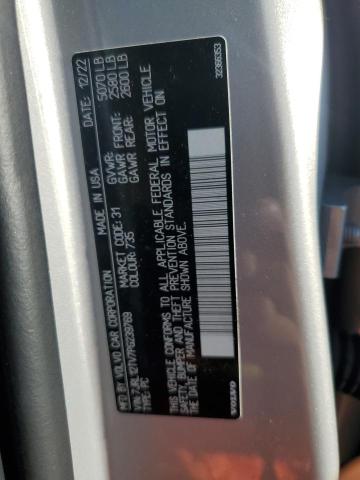 MFD BY VOLVO CAR CORPORATION
MADE IN USA
DATE: 12/22
MARKET CODE: 31
COLOUR: 735
GVWR: 5070 LB
GAWR FRONT: 2580 LB
GAWR REAR: 2600 LB
TYPE: PC
THIS VEHICLE CONFORMS TO ALL APPLICABLE FEDERAL MOTOR VEHICLE
SAFETY, BUMPER AND THEFT PREVENTION STANDARDS IN EFFECT ON THE DATE
OF MANUFACTURE SHOWN ABOVE.
VOLVO
32366353